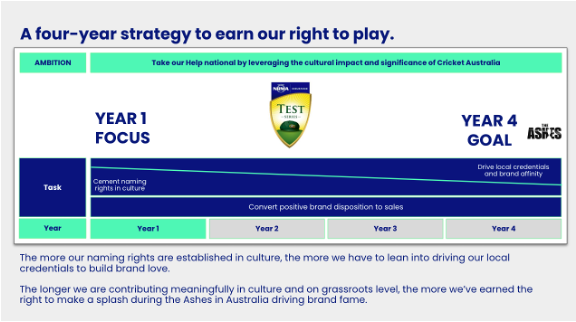 A four-year strategy to earn our right to play.
AMBITION
Take our Help national by leveraging the cultural impact and significance of Cricket Australia
NRMA
TEST
SERIES
YEAR 1
FOCUS
YEAR 4
GOAL
THE
ASHES
Task
Cement naming
rights in culture
Drive local credentials
and brand affinity
Convert positive brand disposition to sales
Year
Year 1
Year 2
Year 3
Year 4
The more our naming rights are established in culture, the more we have to lean into driving our local
credentials to build brand love.
The longer we are contributing meaningfully in culture and on grassroots level, the more we've earned the
right to make a splash during the Ashes in Australia driving brand fame.